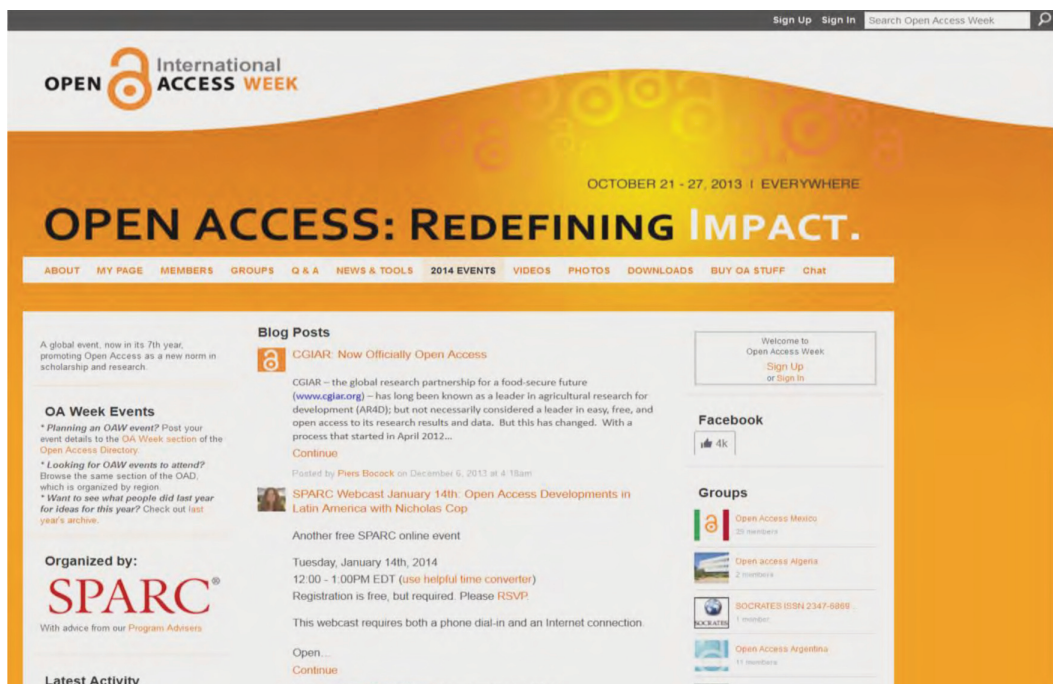 Sign Up Sign In Search Open Access Week
OPEN
International
ACCESS WEEK
OCTOBER 21 - 27, 2013 | EVERYWHERE
OPEN ACCESS: REDEFINING IMPACT.
ABOUT MY PAGE MEMBERS GROUPS Q & A NEWS & TOOLS 2014 EVENTS VIDEOS PHOTOS DOWNLOADS BUY OA STUFF Chat
A global event, now in its 7th year,
promoting Open Access as a new norm in
scholarship and research.
OA Week Events
* Planning an OAW event? Post your
event details to the OA Week section of the
Open Access Directory.
* Looking for OAW events to attend?
Browse the same section of the OAD,
which is organized by region.
* Want to see what people did last year
for ideas for this year? Check out last
year's archive.
Organized by:
SPARC®
With advice from our Program Advisers
Latest Activity
Blog Posts
CGIAR: Now Officially Open Access
CGIAR – the global research partnership for a food-secure future
(www.cgiar.org) – has long been known as a leader in agricultural research for
development (AR4D); but not necessarily considered a leader in easy, free, and
open access to its research results and data. But this has changed. With a
process that started in April 2012...
Continue
Posted by Piers Bocock on December 6, 2013 at 4:18am
SPARC Webcast January 14th: Open Access Developments in
Latin America with Nicholas Cop
Another free SPARC online event
Tuesday, January 14th, 2014
12:00 - 1:00PM EDT (use helpful time converter)
Registration is free, but required. Please RSVP.
This webcast requires both a phone dial-in and an Internet connection.
Open...
Continue
Welcome to
Open Access Week
Sign Up
or Sign In
Facebook
4k
Groups
Open Access Mexico
35 members
Open access Algeria
2 members
SOCRATES
SOCRATES ISSN 2347-6869 .
1 member
Open Access Argentina
11 members